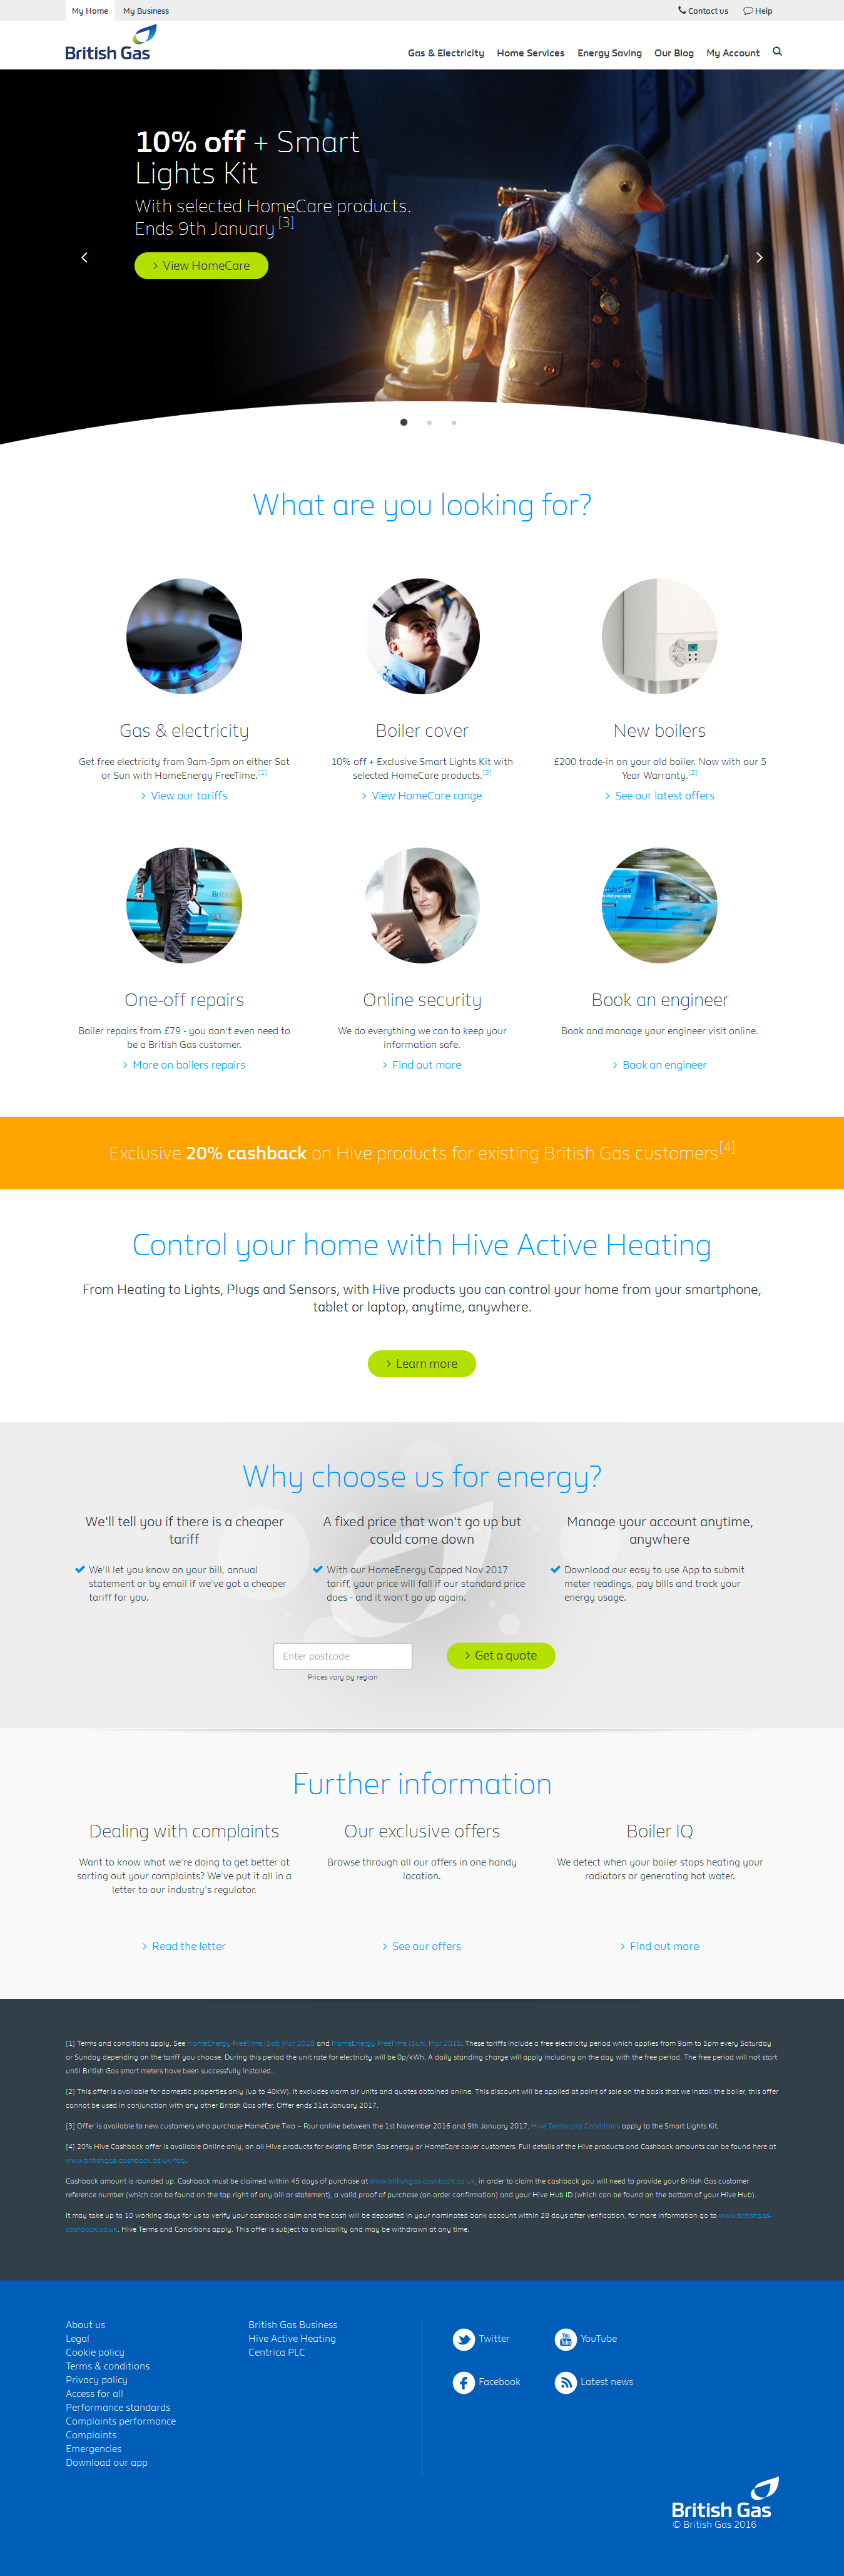 My Home
My Business
Contact us
Help
British Gas
Gas & Electricity
Home Services
Energy Saving
Our Blog
My Account
10% off + Smart
Lights Kit
With selected HomeCare products.
Ends 9th January [3]
View HomeCare
What are you looking for?
Gas & electricity
Get free electricity from 9am-5pm on either Sat
or Sun with HomeEnergy FreeTime.[1]
View our tariffs
Boiler cover
10% off + Exclusive Smart Lights Kit with
selected HomeCare products.[3]
View HomeCare range
New boilers
£200 trade-in on your old boiler. Now with our 5
Year Warranty.[2]
See our latest offers
One-off repairs
Boiler repairs from £79 - you don't even need to
be a British Gas customer.
More on boilers repairs
Online security
We do everything we can to keep your
information safe.
Find out more
Book an engineer
Book and manage your engineer visit online.
Book an engineer
Exclusive 20% cashback on Hive products for existing British Gas customers[4]
Control your home with Hive Active Heating
From Heating to Lights, Plugs and Sensors, with Hive products you can control your home from your smartphone,
tablet or laptop, anytime, anywhere.
Learn more
Why choose us for energy?
We'll tell you if there is a cheaper
tariff
We'll let you know on your bill, annual
statement or by email if we've got a cheaper
tariff for you.
A fixed price that won't go up but
could come down
With our HomeEnergy Capped Nov 2017
tariff, your price will fall if our standard price
does - and it won't go up again.
Manage your account anytime,
anywhere
Download our easy to use App to submit
meter readings, pay bills and track your
energy usage.
Enter postcode
Prices vary by region
Get a quote
Further information
Dealing with complaints
Want to know what we're doing to get better at
sorting out your complaints? We've put it all in a
letter to our industry's regulator.
Read the letter
Our exclusive offers
Browse through all our offers in one handy
location.
See our offers
Boiler IQ
We detect when your boiler stops heating your
radiators or generating hot water.
Find out more
[1] Terms and conditions apply. See HomeEnergy FreeTime (Sat) Mar 2018 and HomeEnergy FreeTime (Sun) Mar 2018. These tariffs include a free electricity period which applies from 9am to 5pm every Saturday
or Sunday depending on the tariff you choose. During this period the unit rate for electricity will be 0p/kWh. A daily standing charge will apply including on the day with the free period. The free period will not start
until British Gas smart meters have been successfully installed..
[2] This offer is available for domestic properties only (up to 40kW). It excludes warm air units and quotes obtained online. This discount will be applied at point of sale on the basis that we install the boiler, this offer
cannot be used in conjunction with any other British Gas offer. Offer ends 31st January 2017.
[3] Offer is available to new customers who purchase HomeCare Two – Four online between the 1st November 2016 and 9th January 2017. Hive Terms and Conditions apply to the Smart Lights Kit.
[4] 20% Hive Cashback offer is available Online only, on all Hive products for existing British Gas energy or HomeCare cover customers. Full details of the Hive products and Cashback amounts can be found here at
www.britishgas-cashback.co.uk/faq.
Cashback amount is rounded up. Cashback must be claimed within 45 days of purchase at www.britishgas-cashback.co.uk, in order to claim the cashback you will need to provide your British Gas customer
reference number (which can be found on the top right of any bill or statement), a valid proof of purchase (an order confirmation) and your Hive Hub ID (which can be found on the bottom of your Hive Hub).
It may take up to 10 working days for us to verify your cashback claim and the cash will be deposited in your nominated bank account within 28 days after verification, for more information go to www.britishgas-
cashback.co.uk. Hive Terms and Conditions apply. This offer is subject to availability and may be withdrawn at any time.
About us
Legal
Cookie policy
Terms & conditions
Privacy policy
Access for all
Performance standards
Complaints performance
Complaints
Emergencies
Download our app
British Gas Business
Hive Active Heating
Centrica PLC
Twitter
YouTube
Facebook
Latest news
British Gas
© British Gas 2016